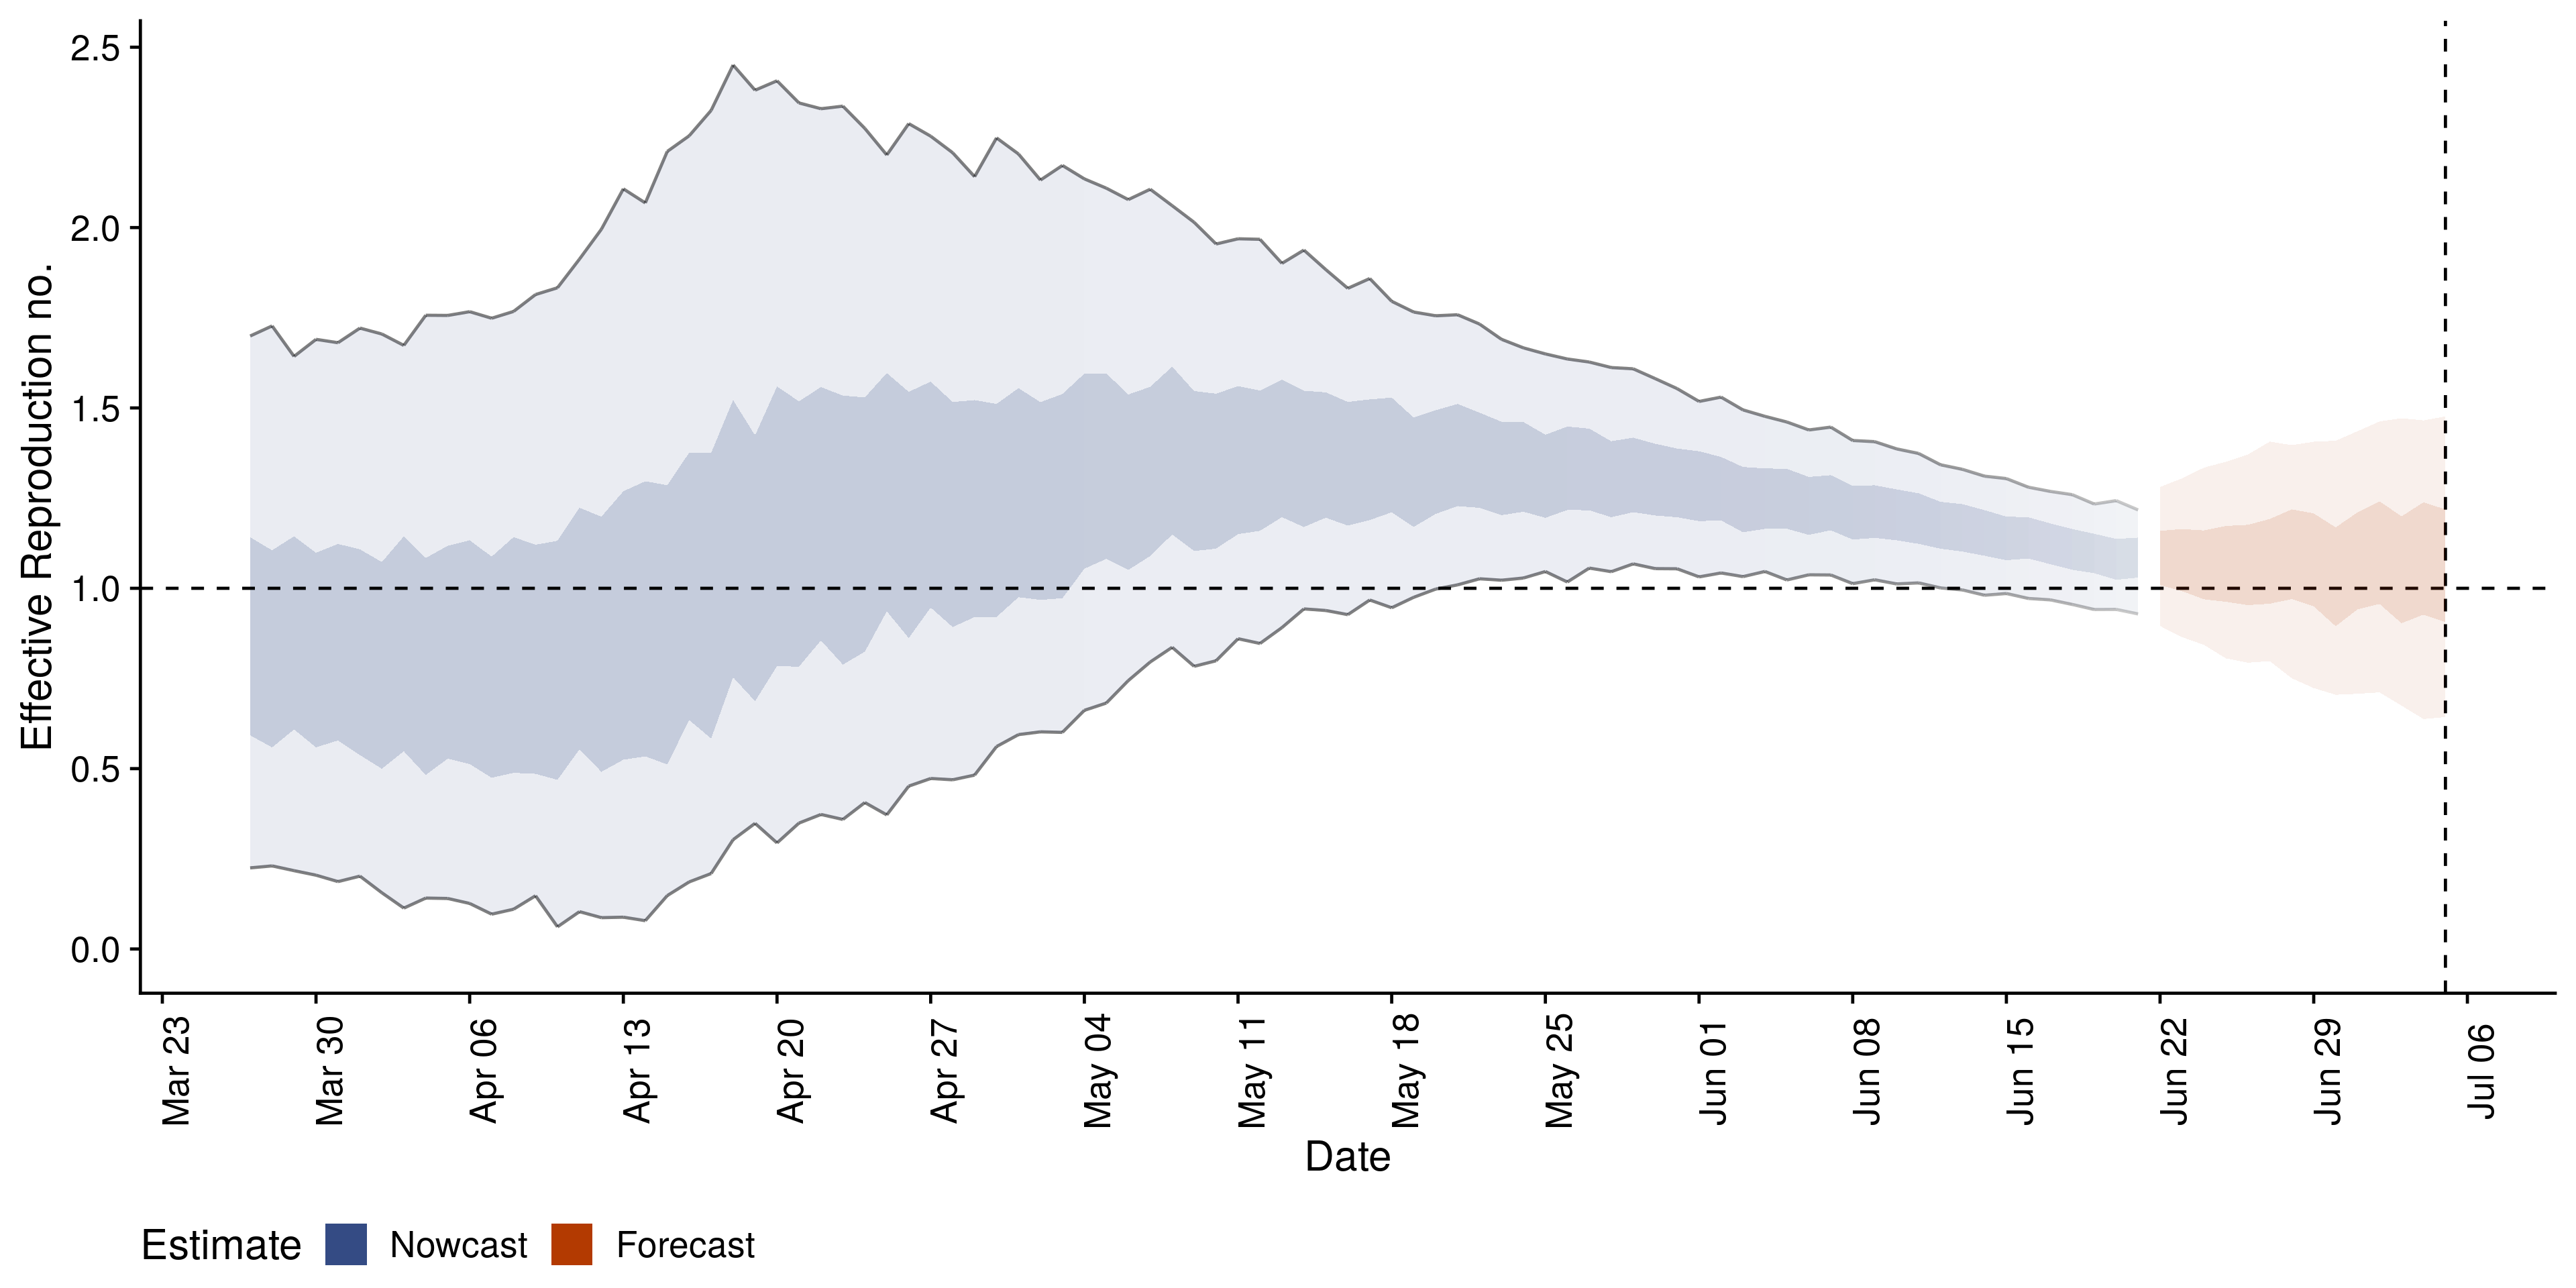 Effective Reproduction no.
2.5
2.0
1.5
1.0
0.5
0.0
Mar 23
Mar 30
Apr 06
Apr 13
Apr 20
Apr 27
May 04
May 11
May 18
May 25
Jun 01
Jun 08
Jun 15
Jun 22
Jun 29
Jul 06
Date
Estimate Nowcast Forecast